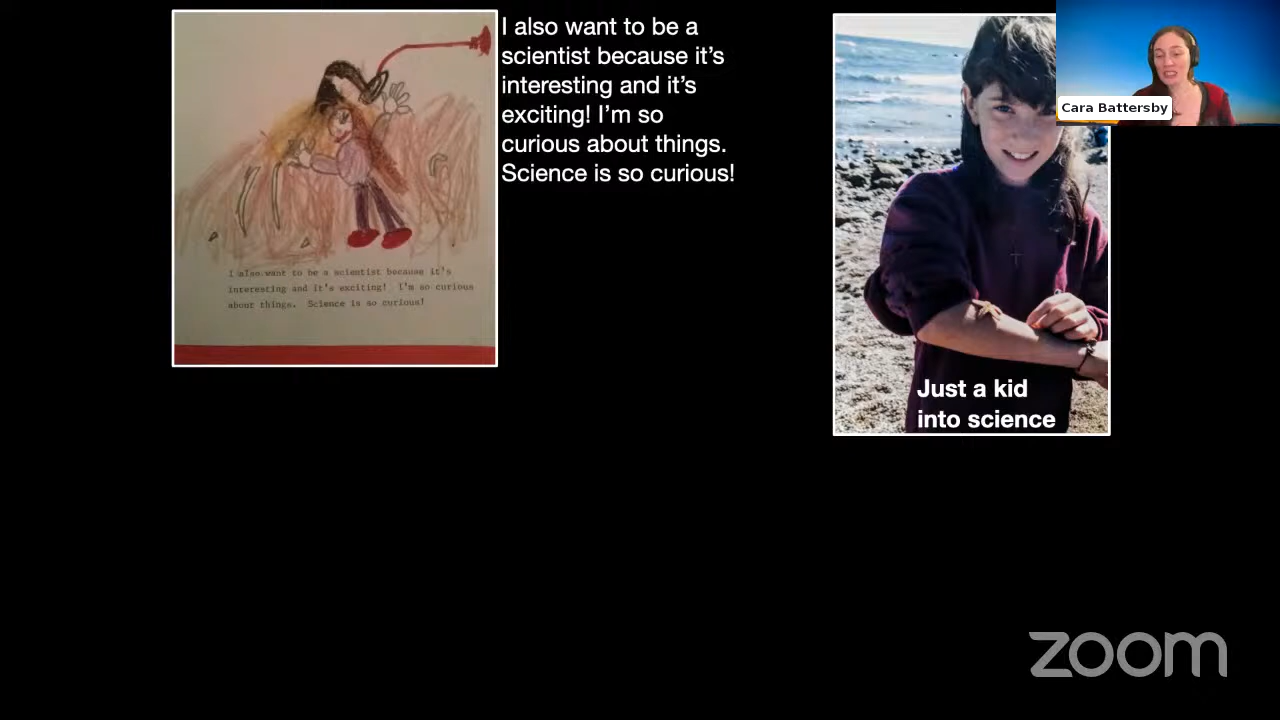 I also want to be a
scientist because it's
interesting and it's
exciting! I'm so
curious about things.
Science is so curious!
I also want to be a scientist because it's
interesting and it's exciting! I'm so curious
about things. Science is so curious!
Just a kid
into science
Cara Battersby
zoom